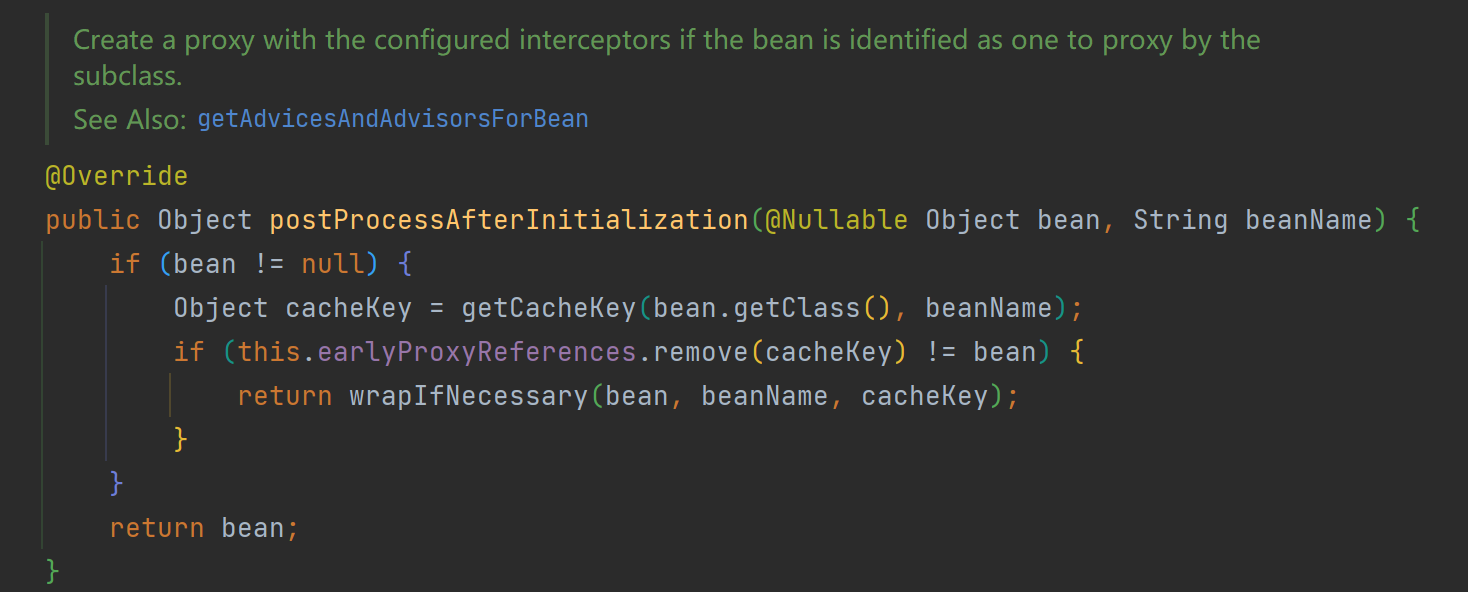 Create a proxy with the configured interceptors if the bean is identified as one to proxy by the
subclass.
See Also: getAdvicesAndAdvisorsForBean
@Override
public Object postProcessAfterInitialization(@Nullable Object bean, String beanName) {
if (bean != null) {
Object cacheKey = getCacheKey(bean.getClass(), beanName);
if (this.earlyProxyReferences.remove(cacheKey) != bean) {
return wrapIfNecessary(bean, beanName, cacheKey);
}
}
return bean;
}